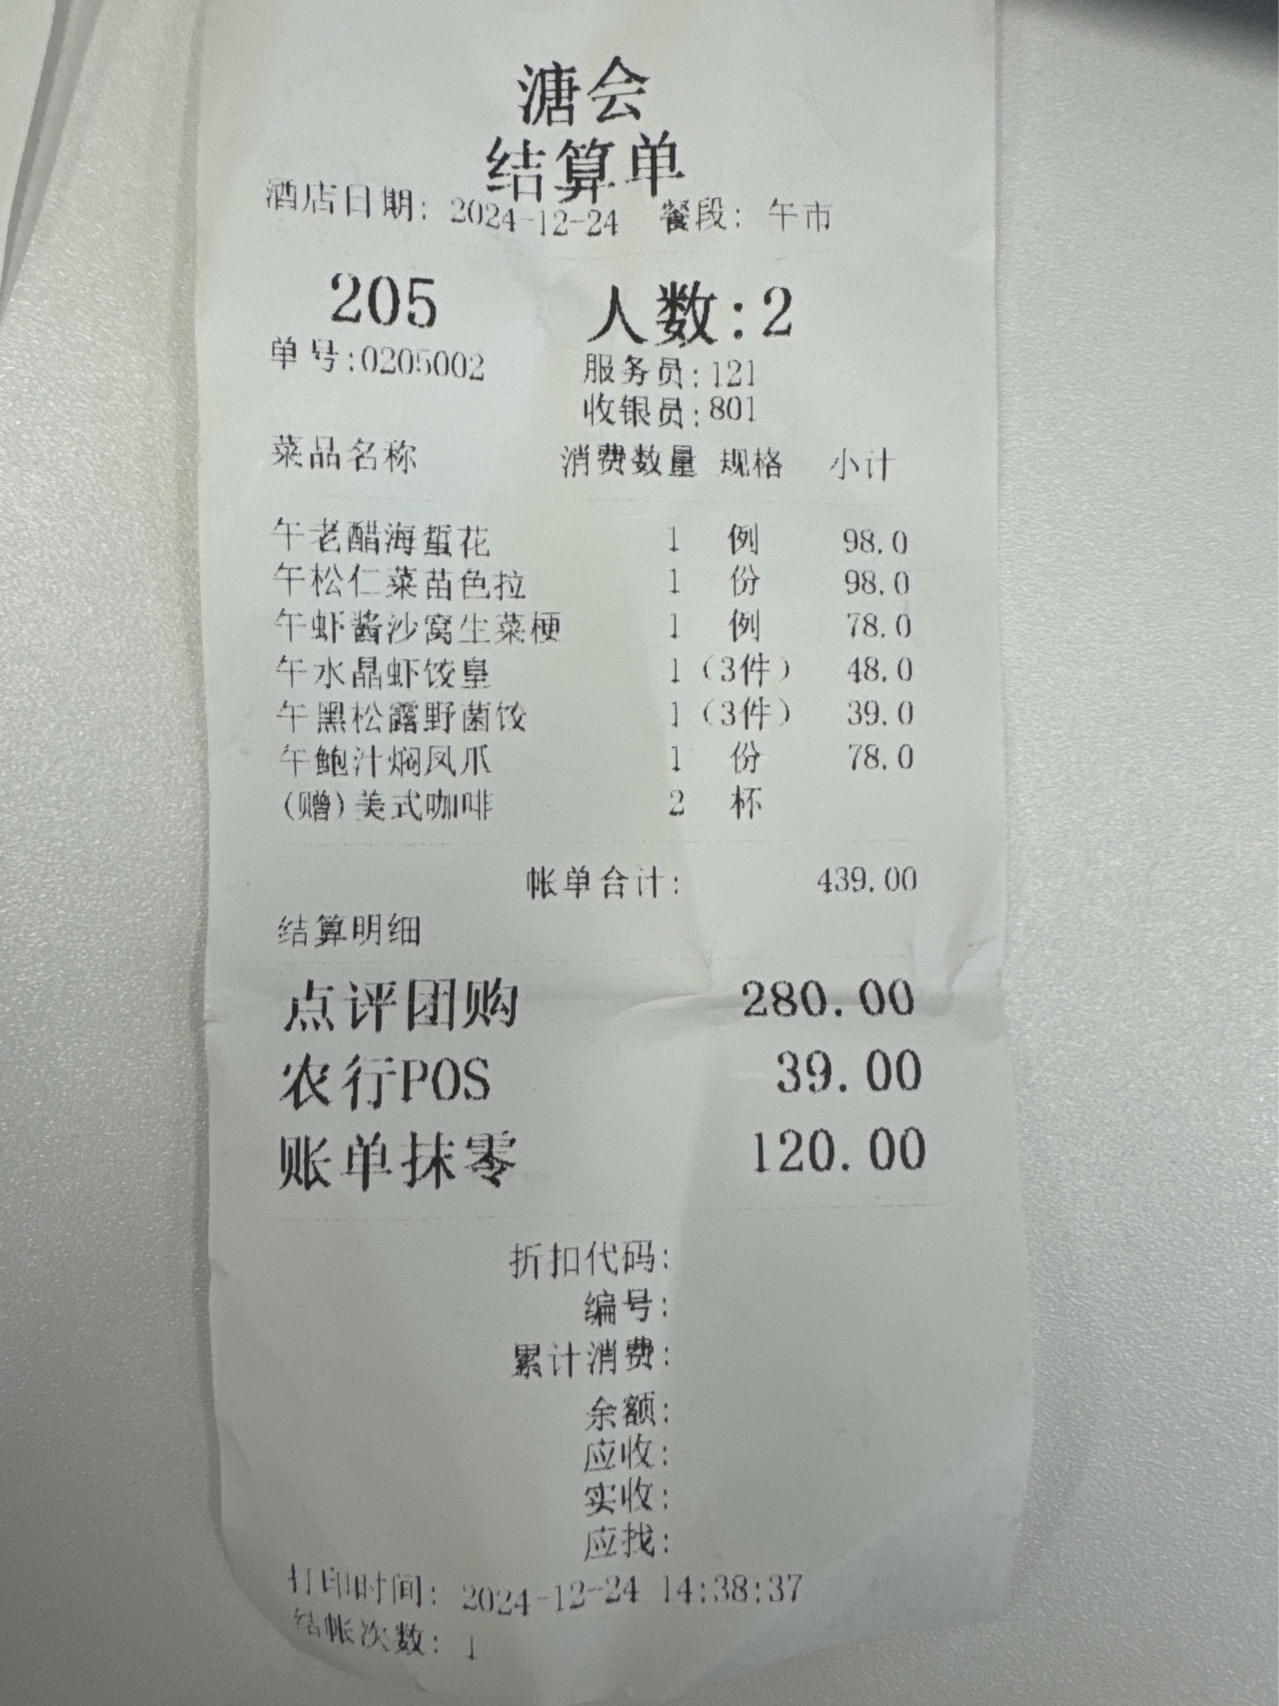 溏会
结算单
酒店日期: 2024-12-24 餐段: 午市
205 人数:2
单号:0205002 服务员:121
收银员:801
菜品名称 消费数量 规格 小计
午老醋海蜇花 1 例 98.0
午松仁菜苗色拉 1 份 98.0
午虾酱沙窝生菜梗 1 例 78.0
午水晶虾饺皇 1 (3件) 48.0
午黑松露野菌饺 1 (3件) 39.0
午鲍汁焖凤爪 1 份 78.0
(赠)美式咖啡 2 杯
帐单合计: 439.00
结算明细
点评团购 280.00
农行POS 39.00
账单抹零 120.00
折扣代码:
编号:
累计消费:
余额:
应收:
实收:
应找:
打印时间: 2024-12-24 14:38:37
结帐次数: 1